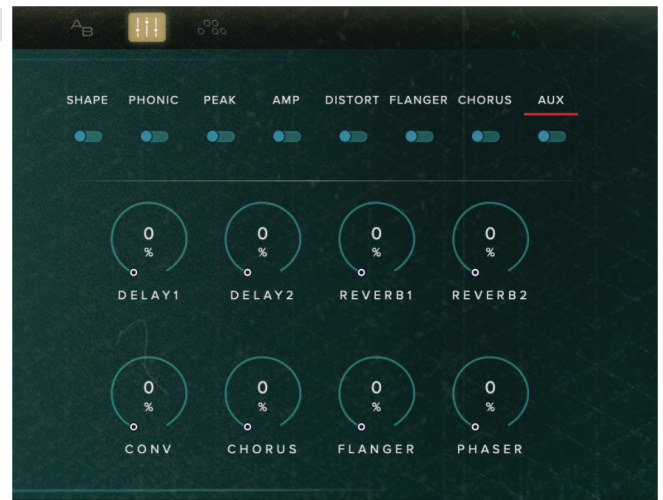 AB
SHAPE PHONIC PEAK AMP DISTORT FLANGER CHORUS AUX
0 0 0 0
% % % %
DELAY1 DELAY2 REVERB1 REVERB2
0 0 0 0
% % % %
CONV CHORUS FLANGER PHASER